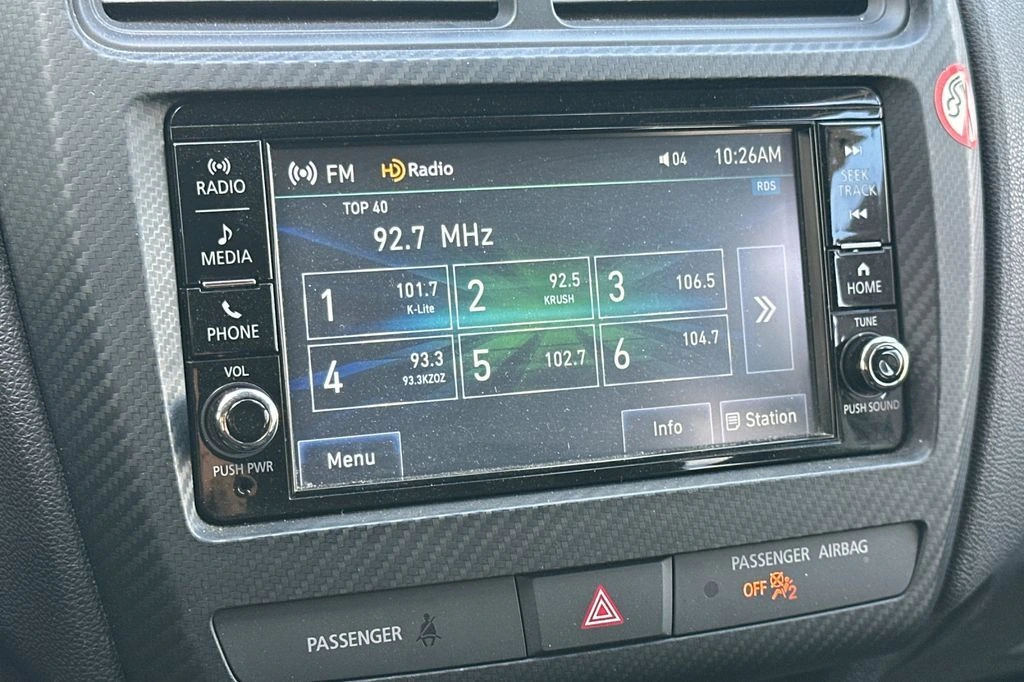 RADIO
MEDIA
PHONE
VOL
PUSH PWR
FM HD Radio 04 10:26AM
RDS
TOP 40
92.7 MHz
1 101.7 K-Lite
2 92.5 KRUSH
3 106.5
4 93.3 93.3KZOZ
5 102.7
6 104.7
Menu
Info
Station
SEEK
TRACK
HOME
TUNE
PUSH SOUND
PASSENGER
PASSENGER AIRBAG
OFF 2